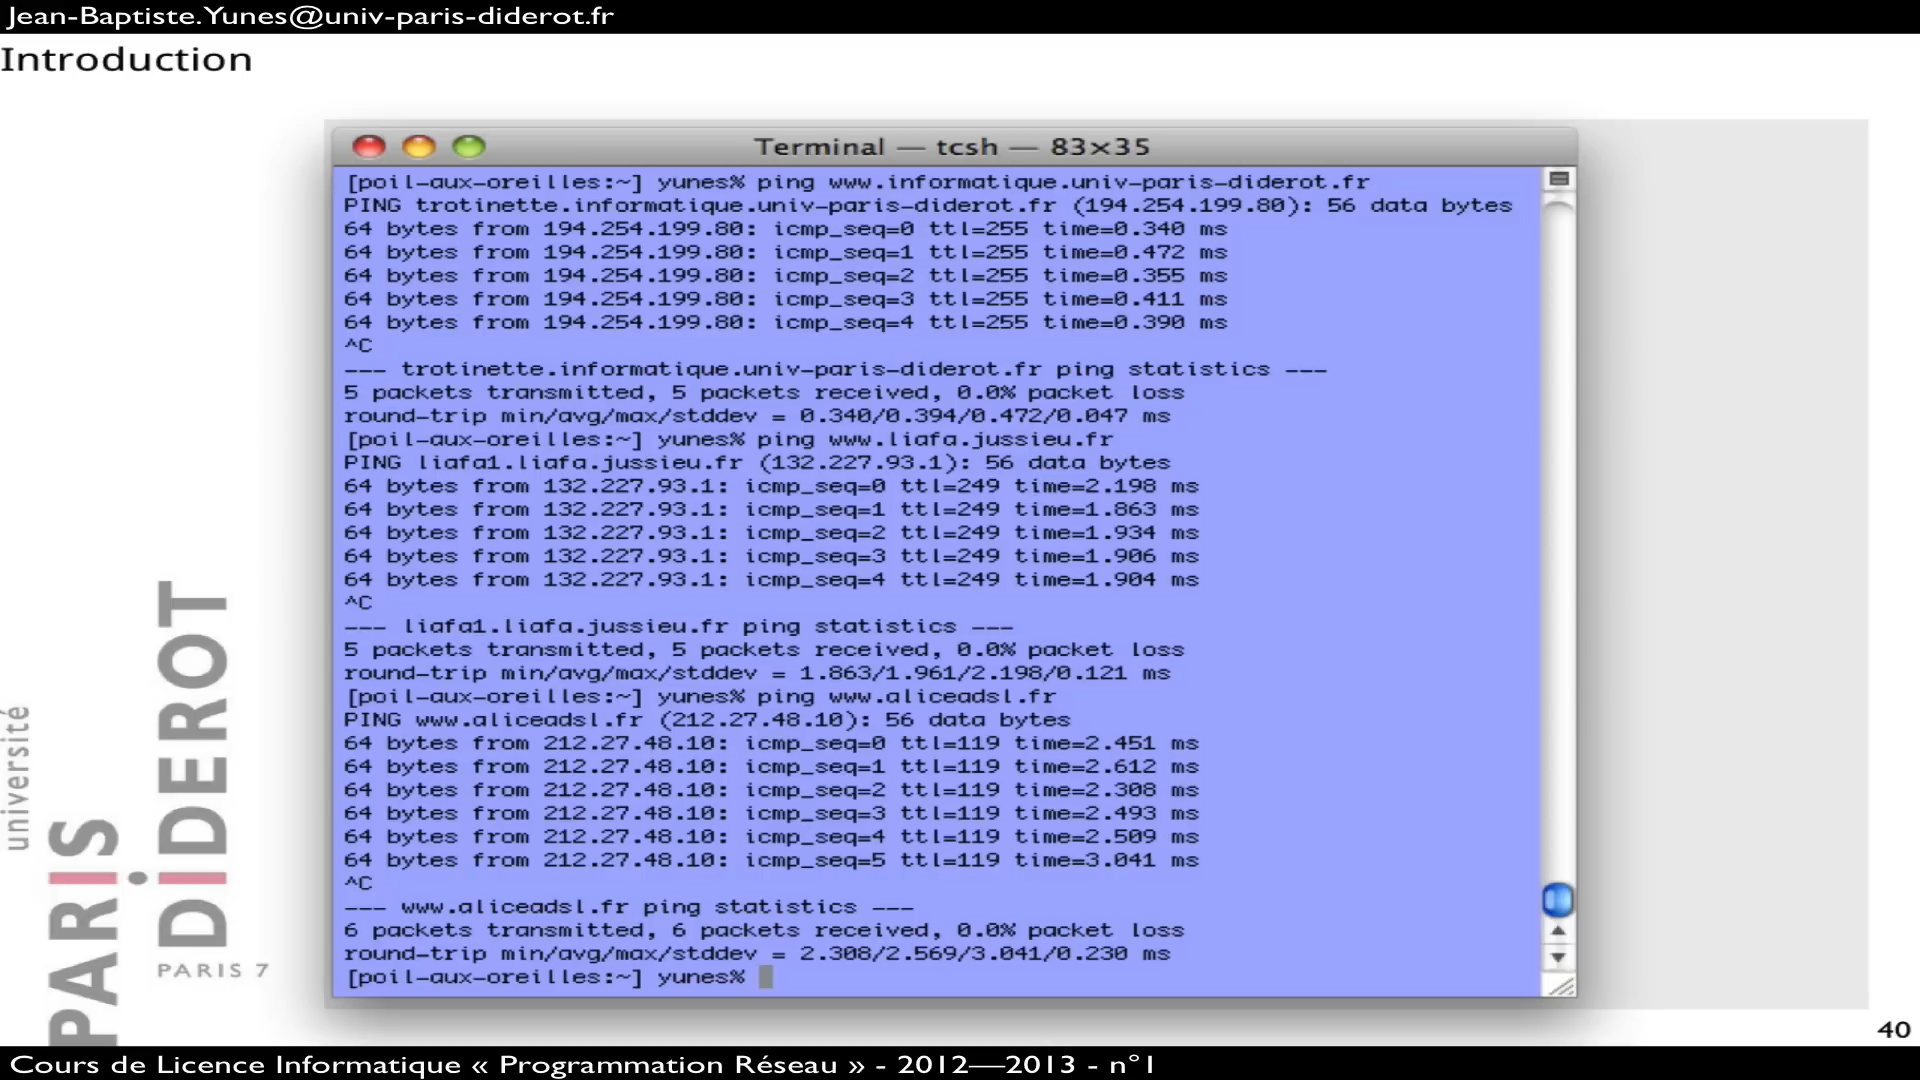 Jean-Baptiste.Yunes@univ-paris-diderot.fr
Introduction
Terminal — tcsh — 83×35
[poil-aux-oreilles:~] yunes% ping www.informatique.univ-paris-diderot.fr
PING trotinette.informatique.univ-paris-diderot.fr (194.254.199.80): 56 data bytes
64 bytes from 194.254.199.80: icmp_seq=0 ttl=255 time=0.340 ms
64 bytes from 194.254.199.80: icmp_seq=1 ttl=255 time=0.472 ms
64 bytes from 194.254.199.80: icmp_seq=2 ttl=255 time=0.355 ms
64 bytes from 194.254.199.80: icmp_seq=3 ttl=255 time=0.411 ms
64 bytes from 194.254.199.80: icmp_seq=4 ttl=255 time=0.390 ms
^C
--- trotinette.informatique.univ-paris-diderot.fr ping statistics ---
5 packets transmitted, 5 packets received, 0.0% packet loss
round-trip min/avg/max/stddev = 0.340/0.394/0.472/0.047 ms
[poil-aux-oreilles:~] yunes% ping www.liafa.jussieu.fr
PING liafa1.liafa.jussieu.fr (132.227.93.1): 56 data bytes
64 bytes from 132.227.93.1: icmp_seq=0 ttl=249 time=2.198 ms
64 bytes from 132.227.93.1: icmp_seq=1 ttl=249 time=1.863 ms
64 bytes from 132.227.93.1: icmp_seq=2 ttl=249 time=1.934 ms
64 bytes from 132.227.93.1: icmp_seq=3 ttl=249 time=1.906 ms
64 bytes from 132.227.93.1: icmp_seq=4 ttl=249 time=1.904 ms
^C
--- liafa1.liafa.jussieu.fr ping statistics ---
5 packets transmitted, 5 packets received, 0.0% packet loss
round-trip min/avg/max/stddev = 1.863/1.961/2.198/0.121 ms
[poil-aux-oreilles:~] yunes% ping www.aliceadsl.fr
PING www.aliceadsl.fr (212.27.48.10): 56 data bytes
64 bytes from 212.27.48.10: icmp_seq=0 ttl=119 time=2.451 ms
64 bytes from 212.27.48.10: icmp_seq=1 ttl=119 time=2.612 ms
64 bytes from 212.27.48.10: icmp_seq=2 ttl=119 time=2.308 ms
64 bytes from 212.27.48.10: icmp_seq=3 ttl=119 time=2.493 ms
64 bytes from 212.27.48.10: icmp_seq=4 ttl=119 time=2.509 ms
64 bytes from 212.27.48.10: icmp_seq=5 ttl=119 time=3.041 ms
^C
--- www.aliceadsl.fr ping statistics ---
6 packets transmitted, 6 packets received, 0.0% packet loss
round-trip min/avg/max/stddev = 2.308/2.569/3.041/0.230 ms
[poil-aux-oreilles:~] yunes%
université
PARIS
DIDEROT
PARIS 7
40
Cours de Licence Informatique « Programmation Réseau » - 2012—2013 - n°1